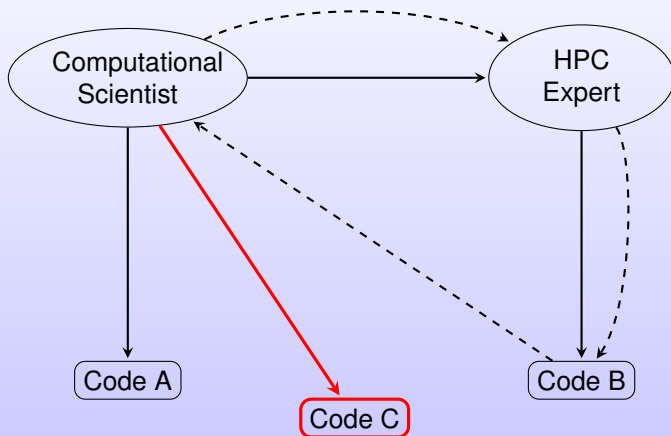 Computational
Scientist
HPC
Expert
Code A
Code B
Code C